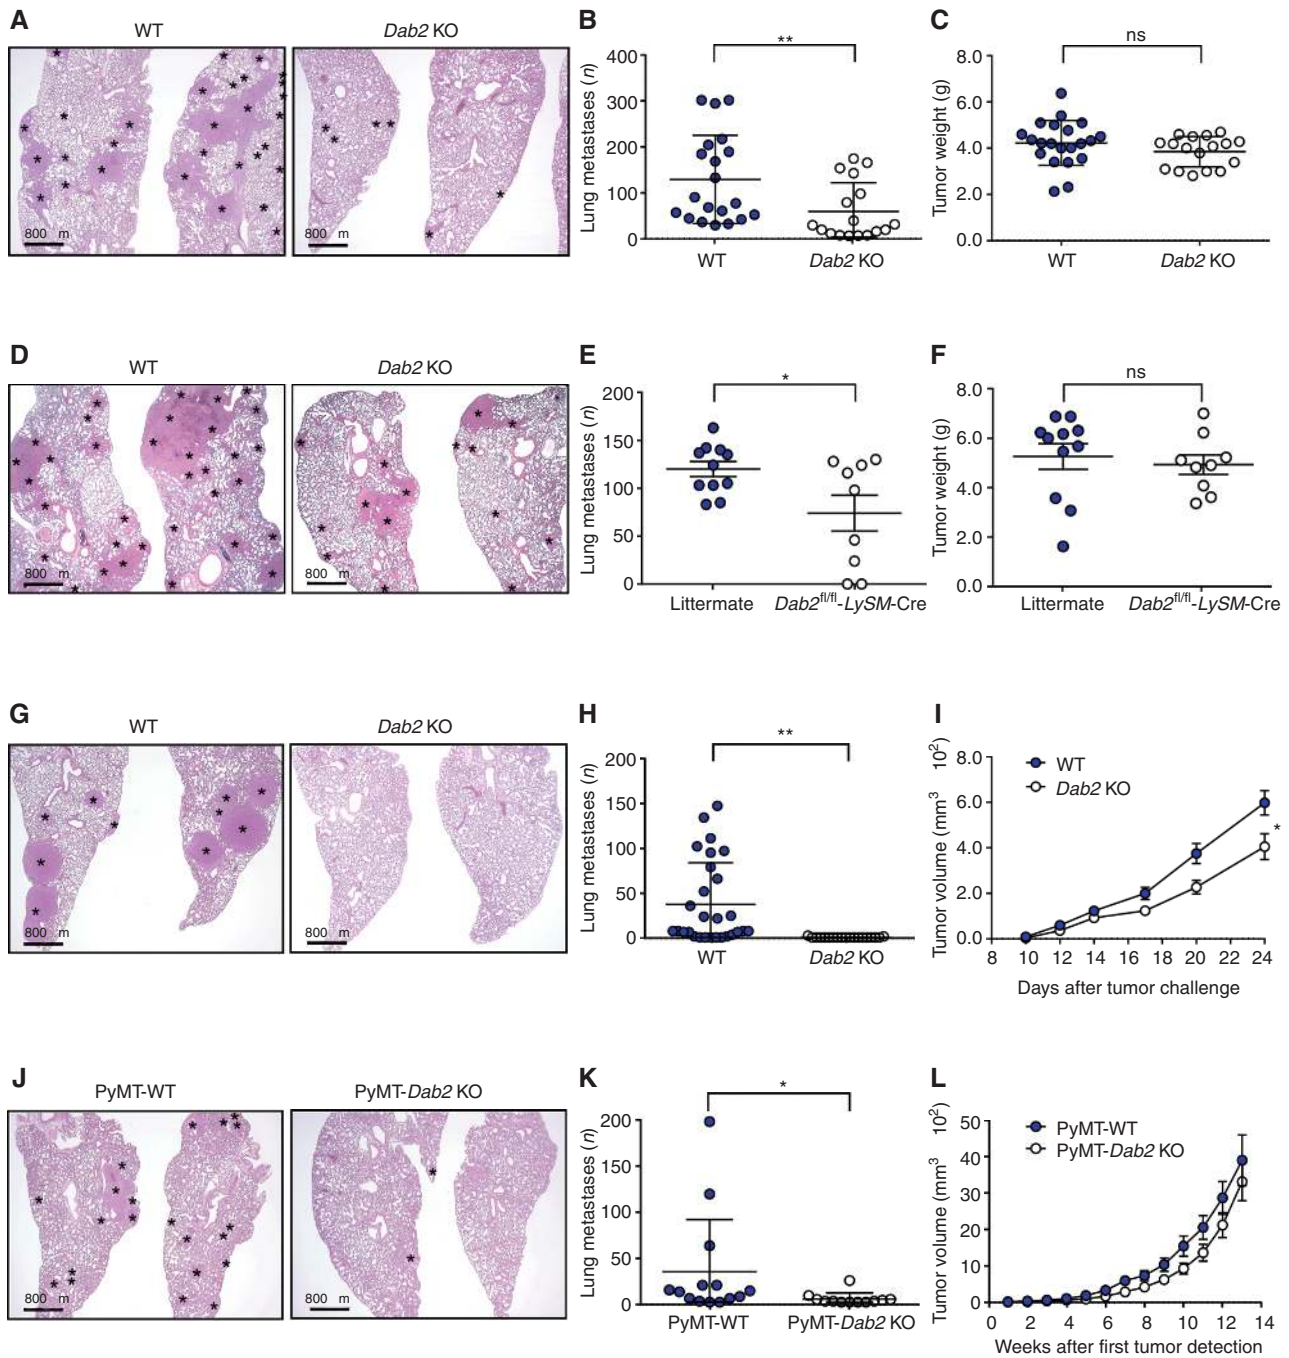 A
WT
Dab2 KO
800 m
800 m
B
Lung metastases (n)
400
300
200
100
0
**
WT
Dab2 KO
C
Tumor weight (g)
8.0
6.0
4.0
2.0
0.0
ns
WT
Dab2 KO
D
WT
Dab2 KO
800 m
800 m
E
Lung metastases (n)
200
150
100
50
0
*
Littermate
Dab2fl/fl-LySM-Cre
F
Tumor weight (g)
8.0
6.0
4.0
2.0
0.0
ns
Littermate
Dab2fl/fl-LySM-Cre
G
WT
Dab2 KO
800 m
800 m
H
Lung metastases (n)
200
150
100
50
0
**
WT
Dab2 KO
I
Tumor volume (mm3 102)
8.0
6.0
4.0
2.0
0.0
WT
Dab2 KO
*
8 10 12 14 16 18 20 22 24
Days after tumor challenge
J
PyMT-WT
PyMT-Dab2 KO
800 m
800 m
K
Lung metastases (n)
200
150
100
50
0
*
PyMT-WT
PyMT-Dab2 KO
L
Tumor volume (mm3 102)
50
40
30
20
10
0
PyMT-WT
PyMT-Dab2 KO
0 2 4 6 8 10 12 14
Weeks after first tumor detection